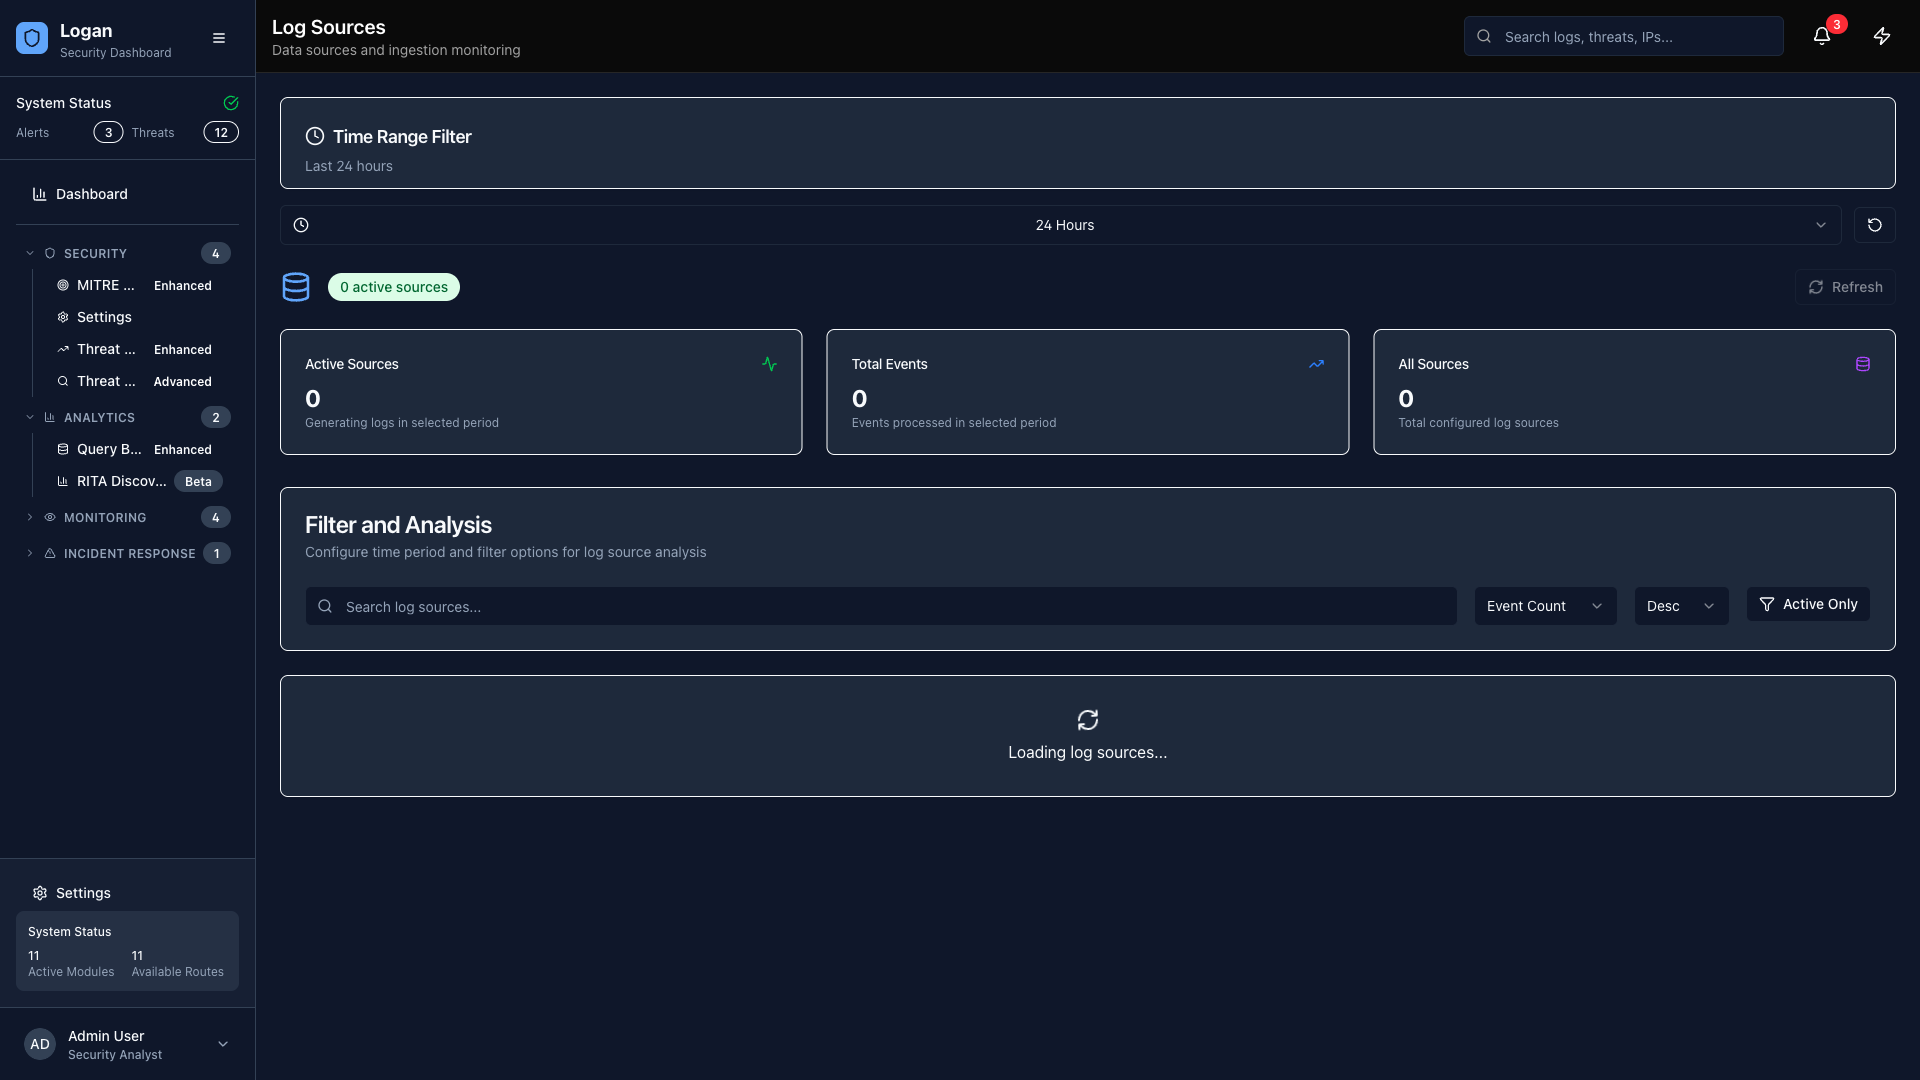 Logan
Security Dashboard
System Status
Alerts 3 Threats 12
Dashboard
SECURITY 4
MITRE ... Enhanced
Settings
Threat ... Enhanced
Threat ... Advanced
ANALYTICS 2
Query B... Enhanced
RITA Discov... Beta
MONITORING 4
INCIDENT RESPONSE 1
Settings
System Status
11 11
Active Modules Available Routes
AD
Admin User
Security Analyst
Log Sources
Data sources and ingestion monitoring
Search logs, threats, IPs...
3
Time Range Filter
Last 24 hours
24 Hours
0 active sources
Refresh
Active Sources
0
Generating logs in selected period
Total Events
0
Events processed in selected period
All Sources
0
Total configured log sources
Filter and Analysis
Configure time period and filter options for log source analysis
Search log sources...
Event Count
Desc
Active Only
Loading log sources...